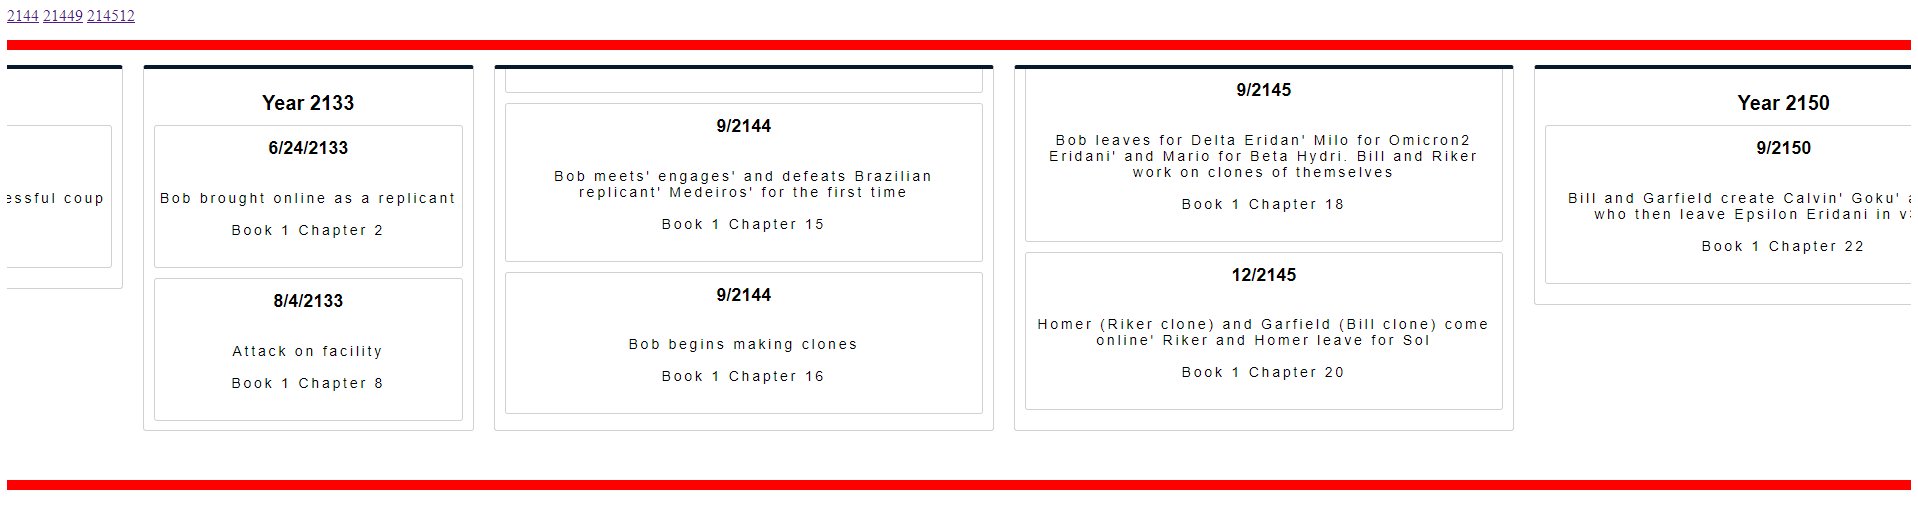 2144 21449 214512
essful coup
Year 2133
6/24/2133
Bob brought online as a replicant
Book 1 Chapter 2
8/4/2133
Attack on facility
Book 1 Chapter 8
9/2144
Bob meets' engages' and defeats Brazilian
replicant' Medeiros' for the first time
Book 1 Chapter 15
9/2144
Bob begins making clones
Book 1 Chapter 16
9/2145
Bob leaves for Delta Eridan' Milo for Omicron2
Eridani' and Mario for Beta Hydri. Bill and Riker
work on clones of themselves
Book 1 Chapter 18
12/2145
Homer (Riker clone) and Garfield (Bill clone) come
online' Riker and Homer leave for Sol
Book 1 Chapter 20
Year 2150
9/2150
Bill and Garfield create Calvin' Goku'
who then leave Epsilon Eridani in
Book 1 Chapter 22